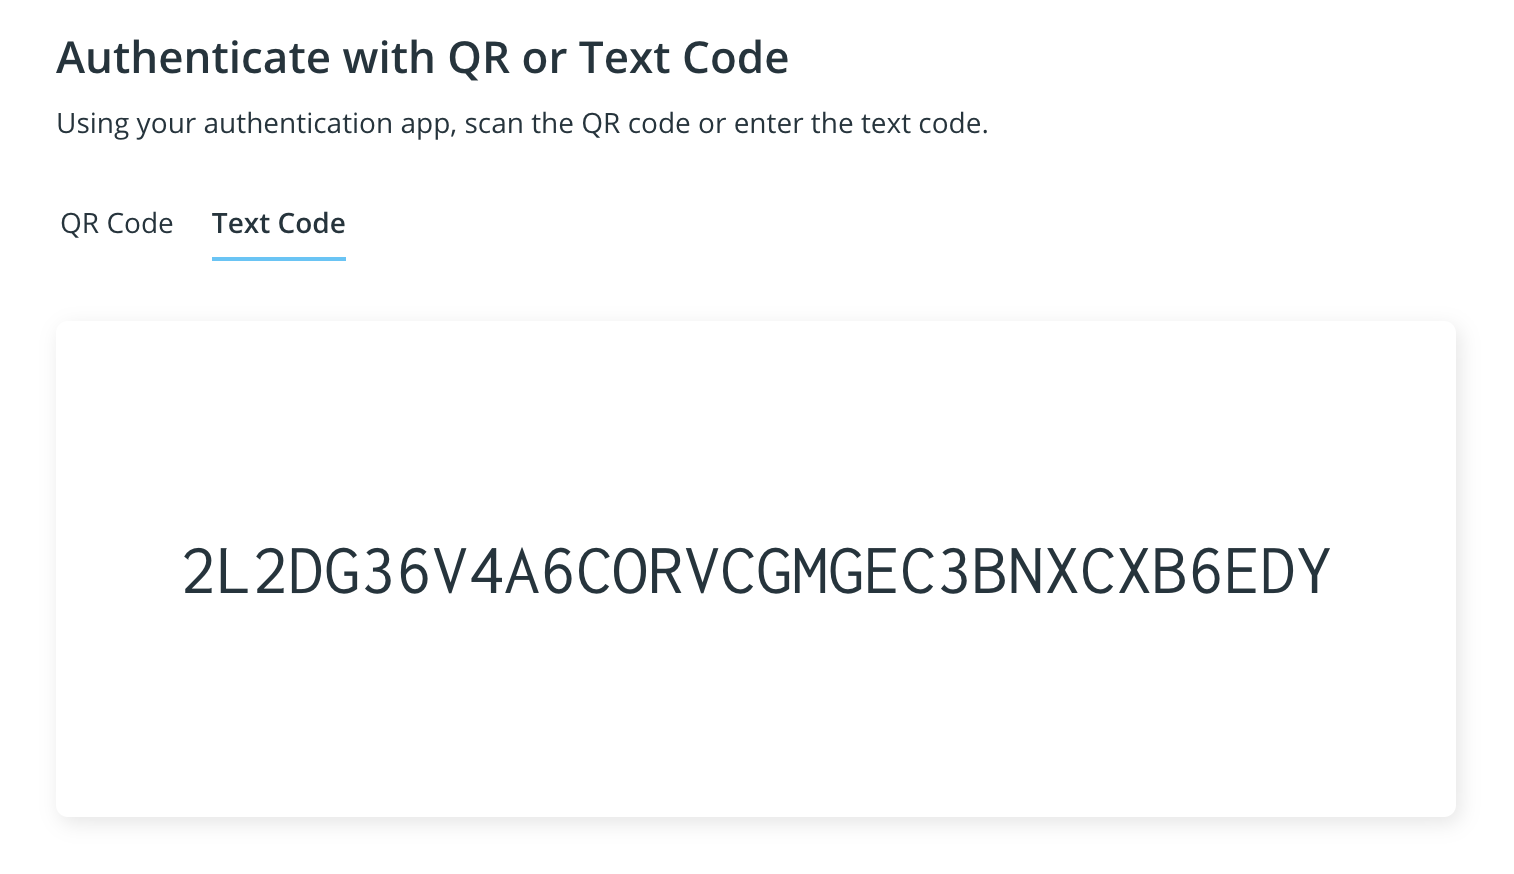 Authenticate with QR or Text Code
Using your authentication app, scan the QR code or enter the text code.
QR Code Text Code
2L2DG36V4A6CORVCGMGEC3BNXCXB6EDY